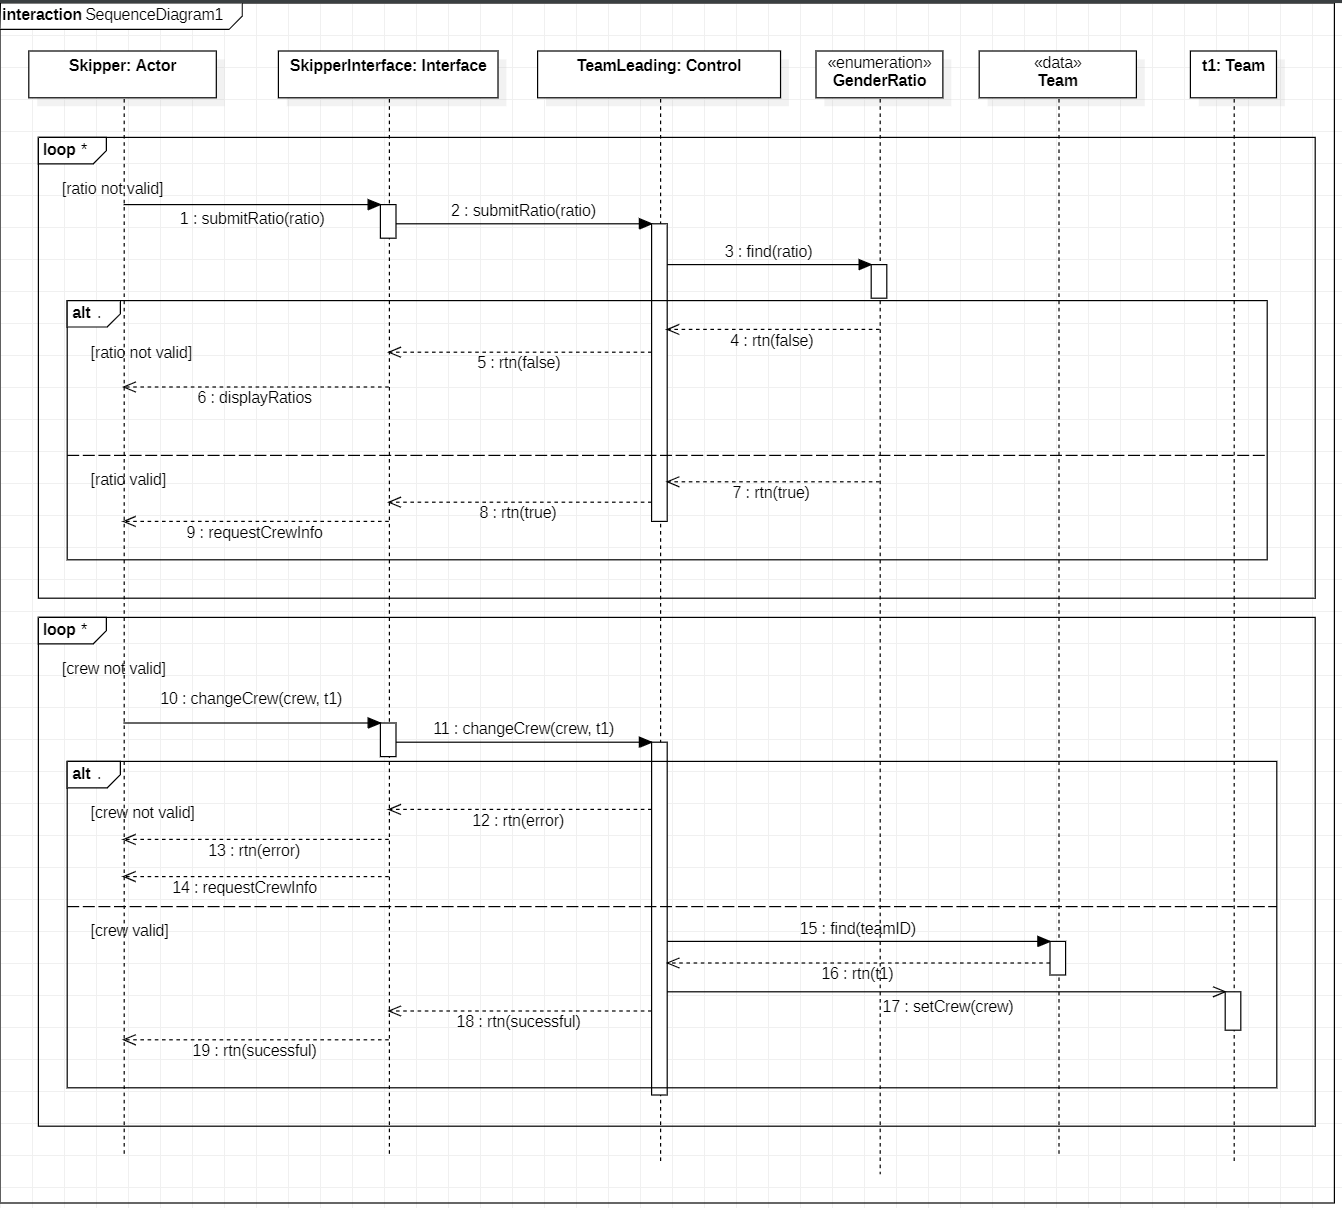 interaction SequenceDiagram1
Skipper: Actor
SkipperInterface: Interface
TeamLeading: Control
«enumeration»
GenderRatio
«data»
Team
t1: Team
loop *
[ratio not valid]
1 : submitRatio(ratio)
2 : submitRatio(ratio)
3 : find(ratio)
alt .
4 : rtn(false)
[ratio not valid]
5 : rtn(false)
6 : displayRatios
[ratio valid]
7 : rtn(true)
8 : rtn(true)
9 : requestCrewInfo
loop *
[crew not valid]
10 : changeCrew(crew, t1)
11 : changeCrew(crew, t1)
alt .
[crew not valid]
12 : rtn(error)
13 : rtn(error)
14 : requestCrewInfo
[crew valid]
15 : find(teamID)
16 : rtn(t1)
17 : setCrew(crew)
18 : rtn(sucessful)
19 : rtn(sucessful)